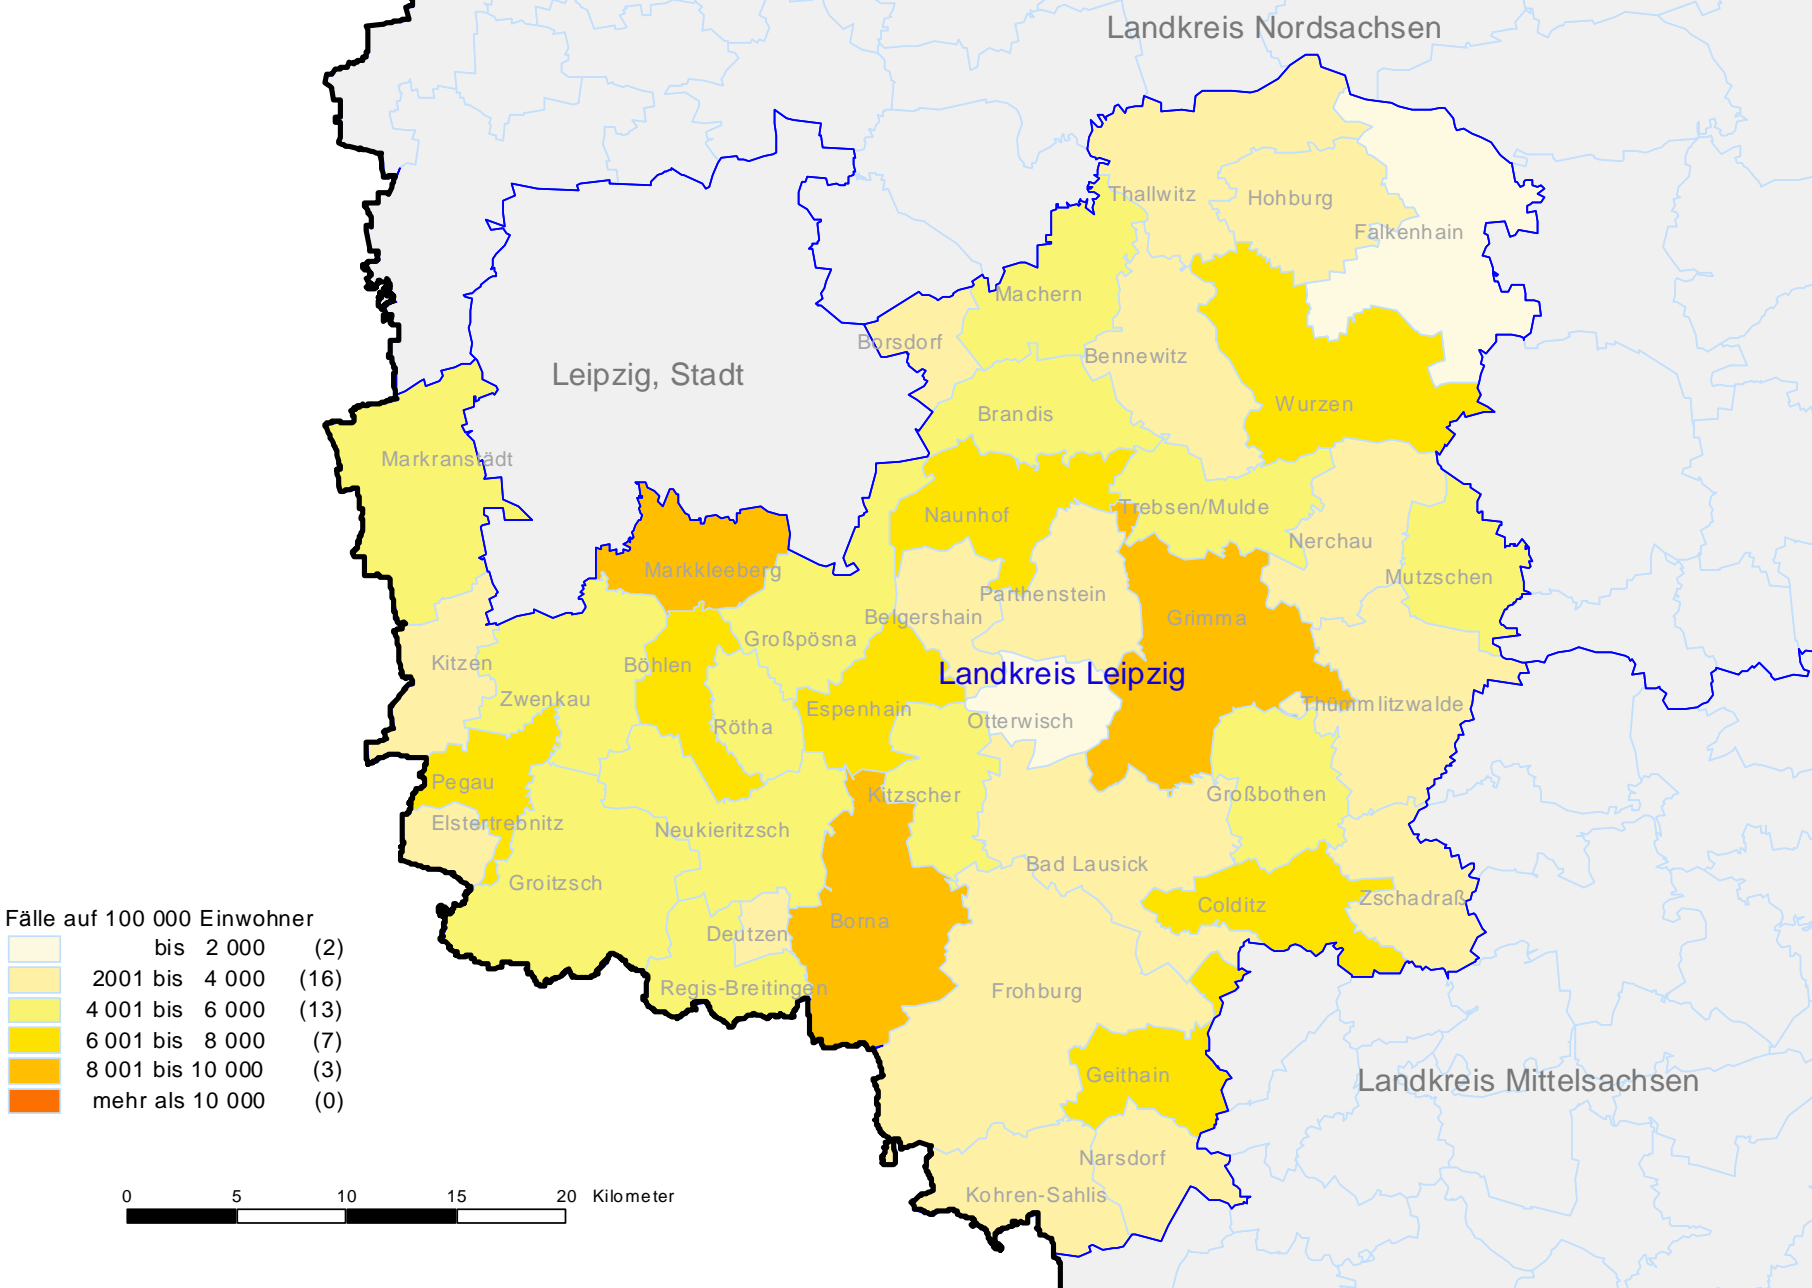 Landkreis Nordsachsen
Thallwitz
Hohburg
Falkenhain
Machern
Borsdorf
Bennewitz
Leipzig, Stadt
Wurzen
Brandis
Markranstädt
Trebsen/Mulde
Naunhof
Nerchau
Markkleeberg
Mutzschen
Parthenstein
Belgershain
Grimma
Großpösna
Kitzen
Böhlen
Landkreis Leipzig
Zwenkau
Thümmlitzwalde
Espenhain
Otterwisch
Rötha
Pegau
Kitzscher
Großbothen
Elstertrebnitz
Neukieritzsch
Bad Lausick
Groitzsch
Zschadraß
Colditz
Borna
Deutzen
Regis-Breitingen
Frohburg
Geithain
Landkreis Mittelsachsen
Narsdorf
Kohren-Sahlis
Fälle auf 100 000 Einwohner
bis 2 000 (2)
2001 bis 4 000 (16)
4 001 bis 6 000 (13)
6 001 bis 8 000 (7)
8 001 bis 10 000 (3)
mehr als 10 000 (0)
0 5 10 15 20 Kilometer